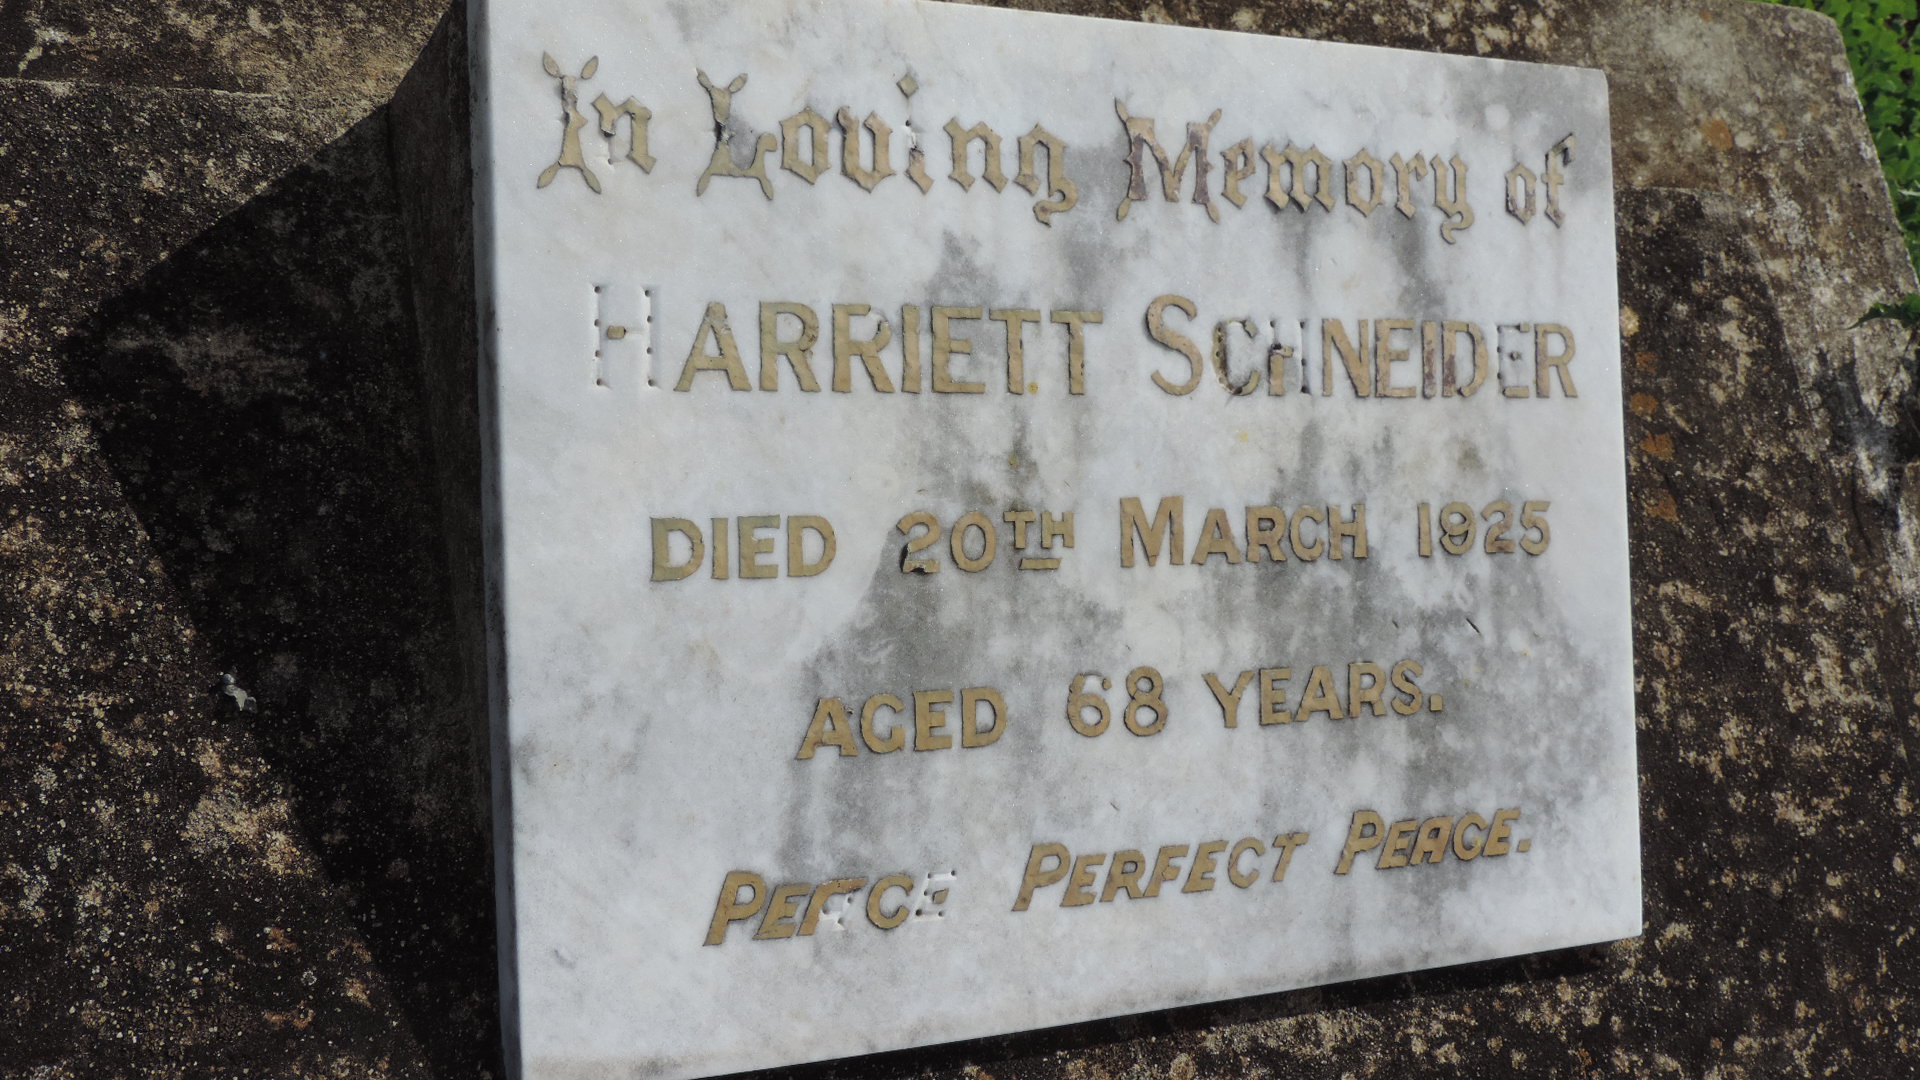 In Loving Memory of
HARRIETT SCHNEIDER
DIED 20TH MARCH 1925
AGED 68 YEARS.
PEACE PERFECT PEACE.